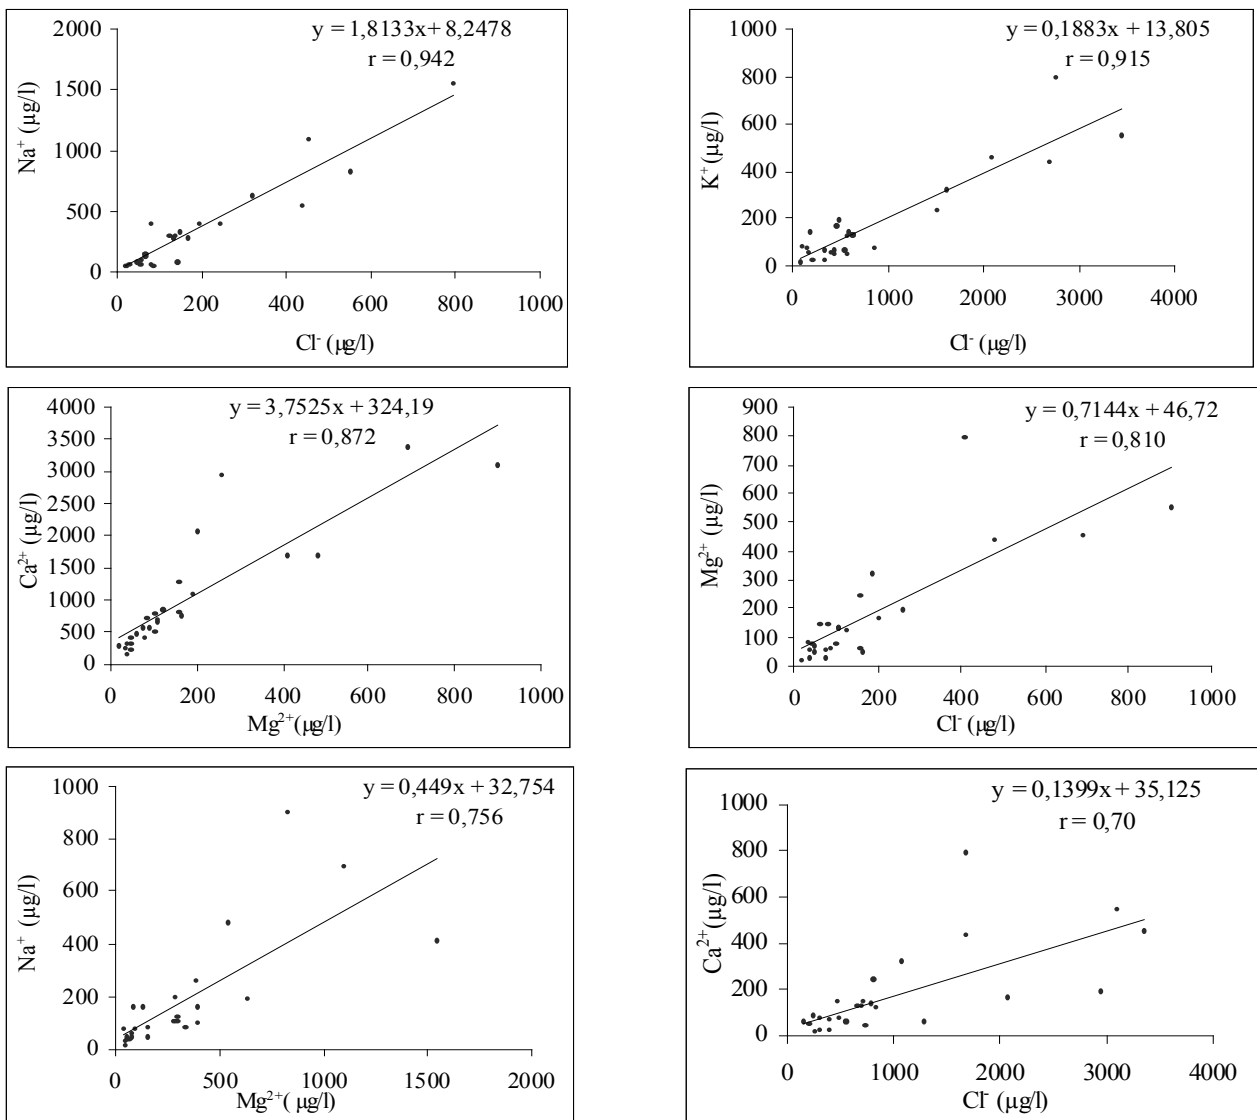 y = 1,8133x+ 8,2478
r = 0,942
2000
1500
1000
500
0
Na⁺ (µg/l)
0 200 400 600 800 1000
Cl⁻ (µg/l)
y = 0,1883x + 13,805
r = 0,915
1000
800
600
400
200
0
K⁺(µg/l)
0 1000 2000 3000 4000
Cl⁻ (µg/l)
y = 3,7525x + 324,19
r = 0,872
4000
3500
3000
2500
2000
1500
1000
500
0
Ca²⁺ (µg/l)
0 200 400 600 800 1000
Mg²⁺(µg/l)
y = 0,7144x + 46,72
r = 0,810
900
800
700
600
500
400
300
200
100
0
Mg²⁺ (µg/l)
0 200 400 600 800 1000
Cl⁻ (µg/l)
y = 0,449x + 32,754
r = 0,756
1000
800
600
400
200
0
Na⁺ (µg/l)
0 500 1000 1500 2000
Mg²⁺( µg/l)
y = 0,1399x + 35,125
r = 0,70
1000
800
600
400
200
0
Ca²⁺(µg/l)
0 1000 2000 3000 4000
Cl⁻ (µg/l)